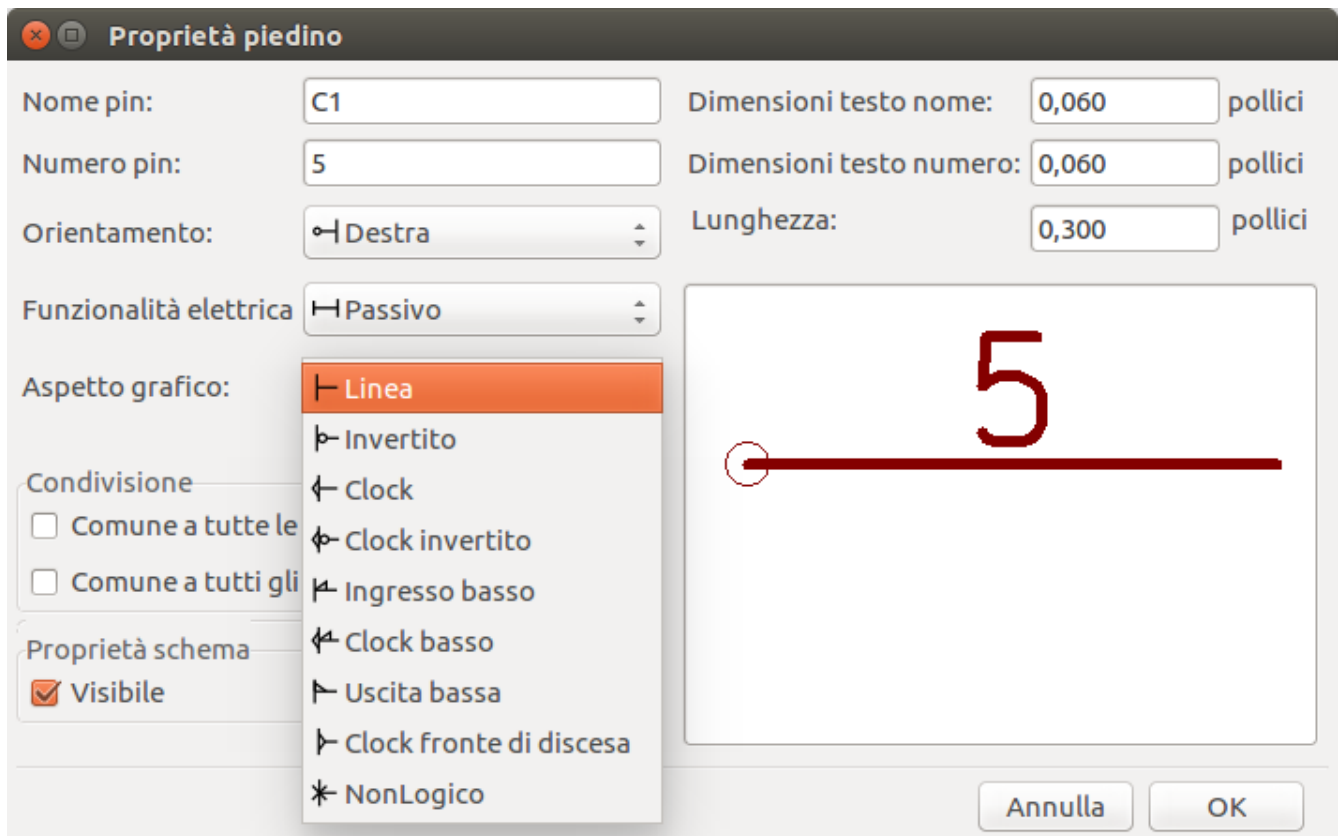 Proprietà piedino
Nome pin: C1 Dimensioni testo nome: 0,060 pollici
Numero pin: 5 Dimensioni testo numero: 0,060 pollici
Orientamento: Destra Lunghezza: 0,300 pollici
Funzionalità elettrica Passivo
Aspetto grafico: Linea
Invertito
Clock
Clock invertito
Ingresso basso
Clock basso
Uscita bassa
Clock fronte di discesa
NonLogico
Condivisione
Comune a tutte le
Comune a tutti gli
Proprietà schema
Visibile
5
Annulla OK